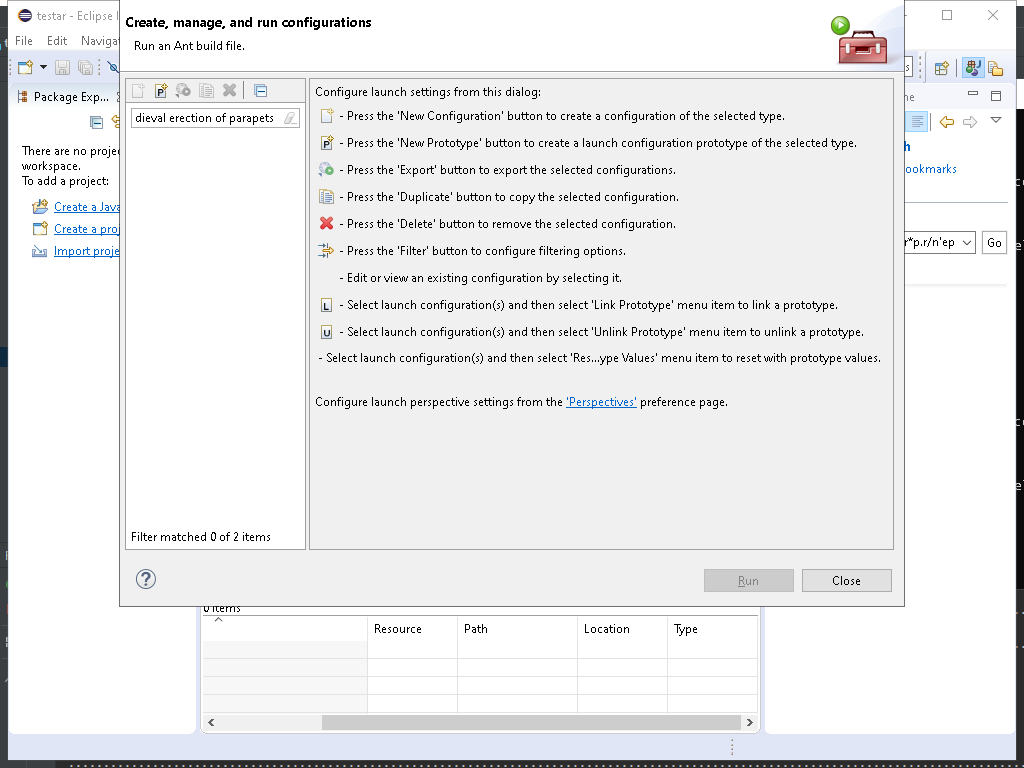 testar - Eclipse I
Create, manage, and run configurations
Run an Ant build file.
File Edit Navigat
Package Exp...
dieval erection of parapets
There are no projec
workspace.
To add a project:
Create a Java
Create a proj
Import proje
Filter matched 0 of 2 items
Configure launch settings from this dialog:
- Press the 'New Configuration' button to create a configuration of the selected type.
P - Press the 'New Prototype' button to create a launch configuration prototype of the selected type.
- Press the 'Export' button to export the selected configurations.
- Press the 'Duplicate' button to copy the selected configuration.
- Press the 'Delete' button to remove the selected configuration.
- Press the 'Filter' button to configure filtering options.
- Edit or view an existing configuration by selecting it.
L - Select launch configuration(s) and then select 'Link Prototype' menu item to link a prototype.
U - Select launch configuration(s) and then select 'Unlink Prototype' menu item to unlink a prototype.
- Select launch configuration(s) and then select 'Res...ype Values' menu item to reset with prototype values.
Configure launch perspective settings from the 'Perspectives' preference page.
ne
h
ookmarks
r*p.r/n'ep Go
? Run Close
0 items
Resource Path Location Type